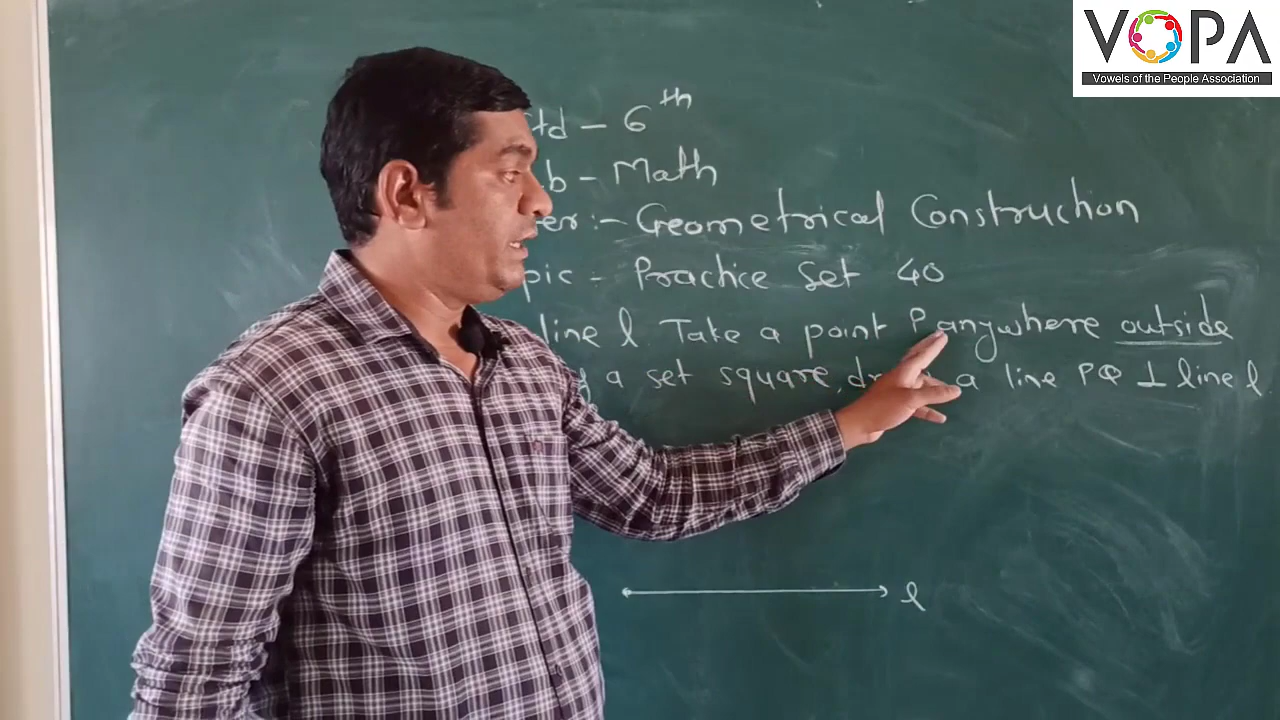 VOPA
Vowels of the People Association
td - 6th
b - Math
er :- Geometrical Construction
pic - Practice Set 40
line l Take a point P anywhere outside
a set square, a line PQ ⊥ line l
l